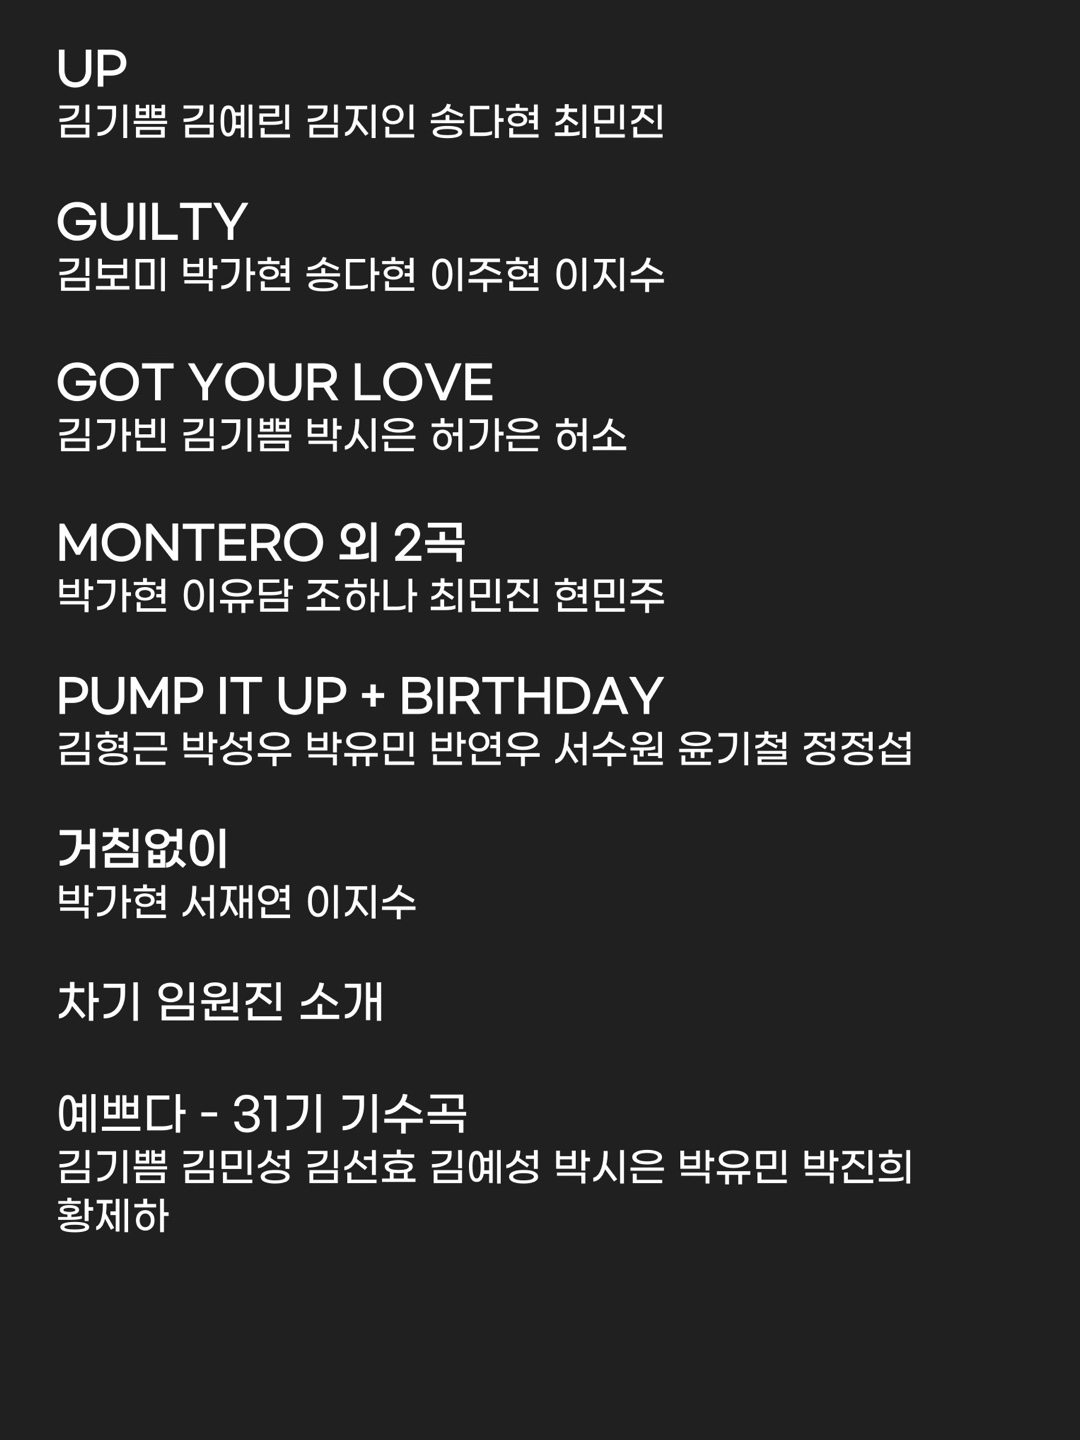 UP
김기쁨 김예린 김지인 송다현 최민진
GUILTY
김보미 박가현 송다현 이주현 이지수
GOT YOUR LOVE
김가빈 김기쁨 박시은 허가은 허소
MONTERO 외 2곡
박가현 이유담 조하나 최민진 현민주
PUMP IT UP + BIRTHDAY
김형근 박성우 박유민 반연우 서수원 윤기철 정정섭
거침없이
박가현 서재연 이지수
차기 임원진 소개
예쁘다 - 31기 기수곡
김기쁨 김민성 김선효 김예성 박시은 박유민 박진희
황제하